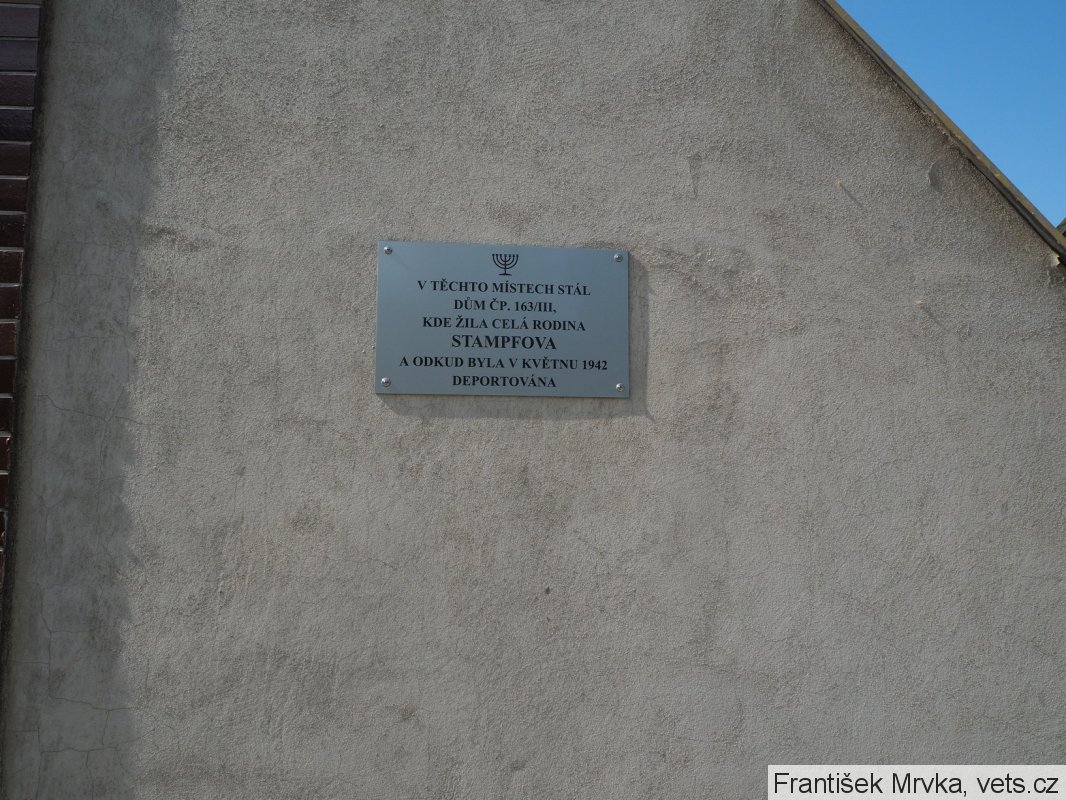 V TĚCHTO MÍSTECH STÁL
DŮM ČP. 163/III,
KDE ŽILA CELÁ RODINA
STAMPFOVA
A ODKUD BYLA V KVĚTNU 1942
DEPORTOVÁNA
František Mrvka, vets.cz